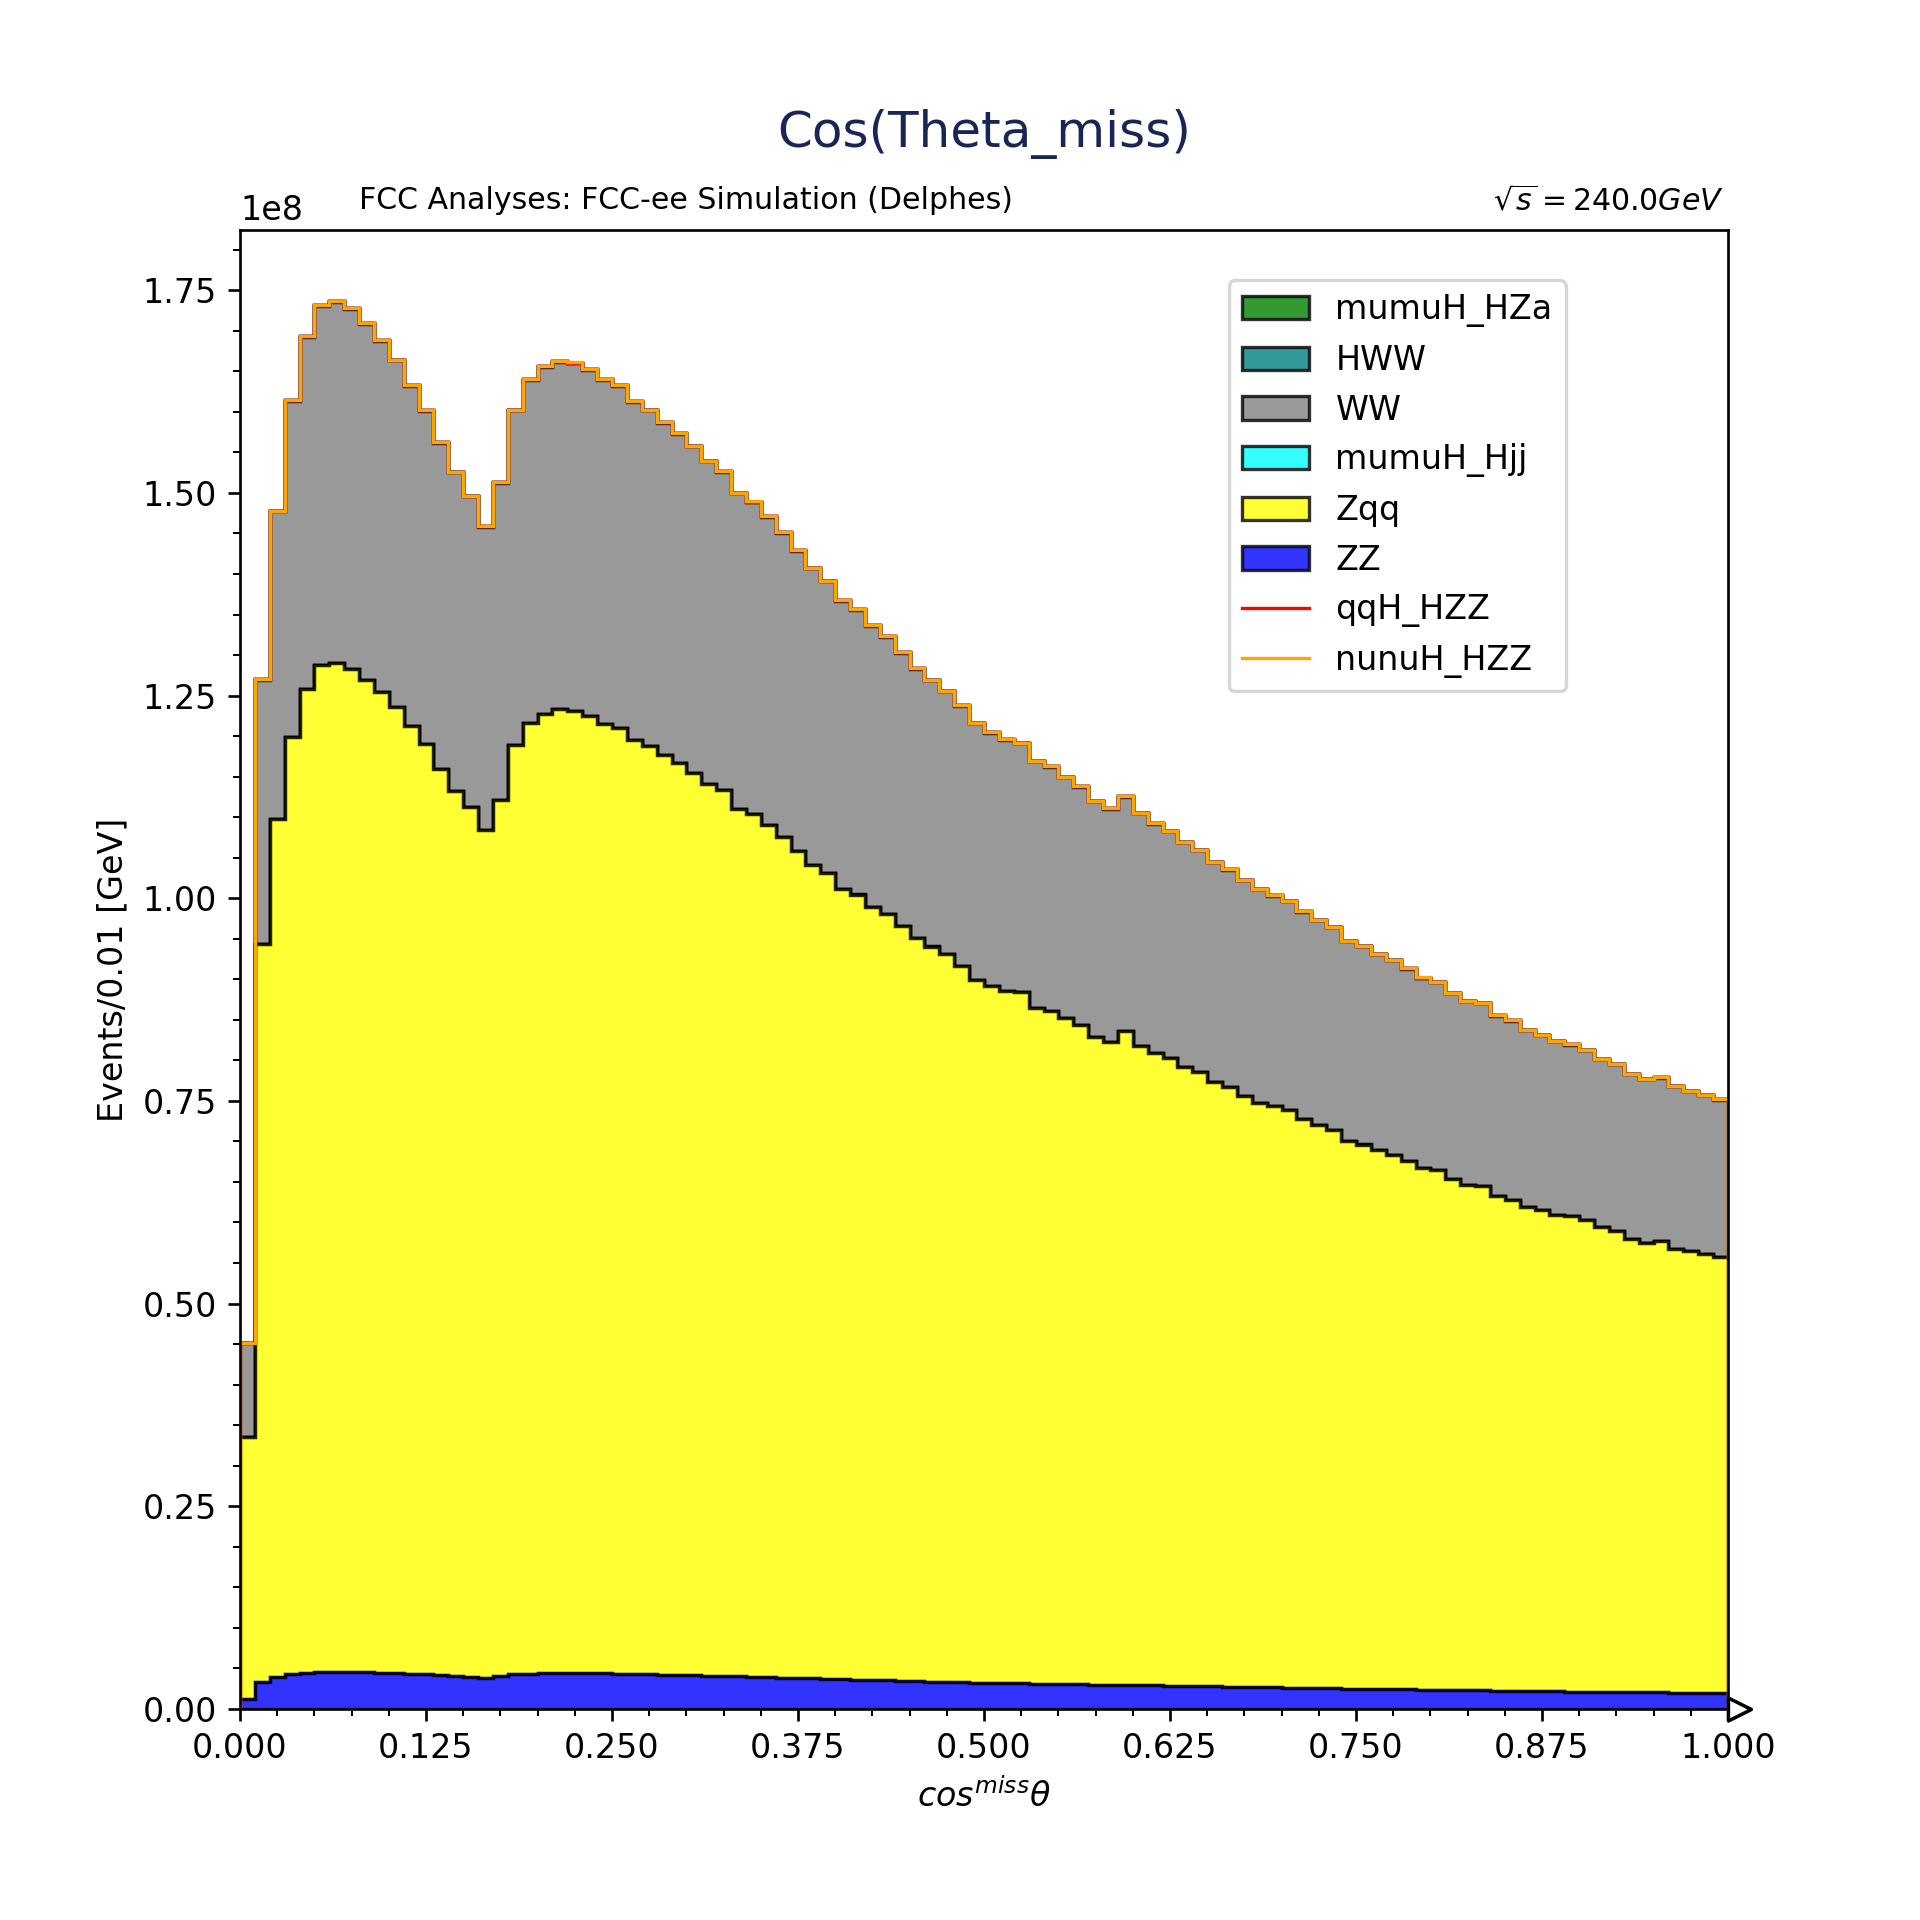 Cos(Theta_miss)
1e8 FCC Analyses: FCC-ee Simulation (Delphes) √s = 240.0GeV
mumuH_HZa
HWW
WW
mumuH_Hjj
Zqq
ZZ
qqH_HZZ
nunuH_HZZ
Events/0.01 [GeV]
1.75
1.50
1.25
1.00
0.75
0.50
0.25
0.00
0.000 0.125 0.250 0.375 0.500 0.625 0.750 0.875 1.000
cos^miss θ